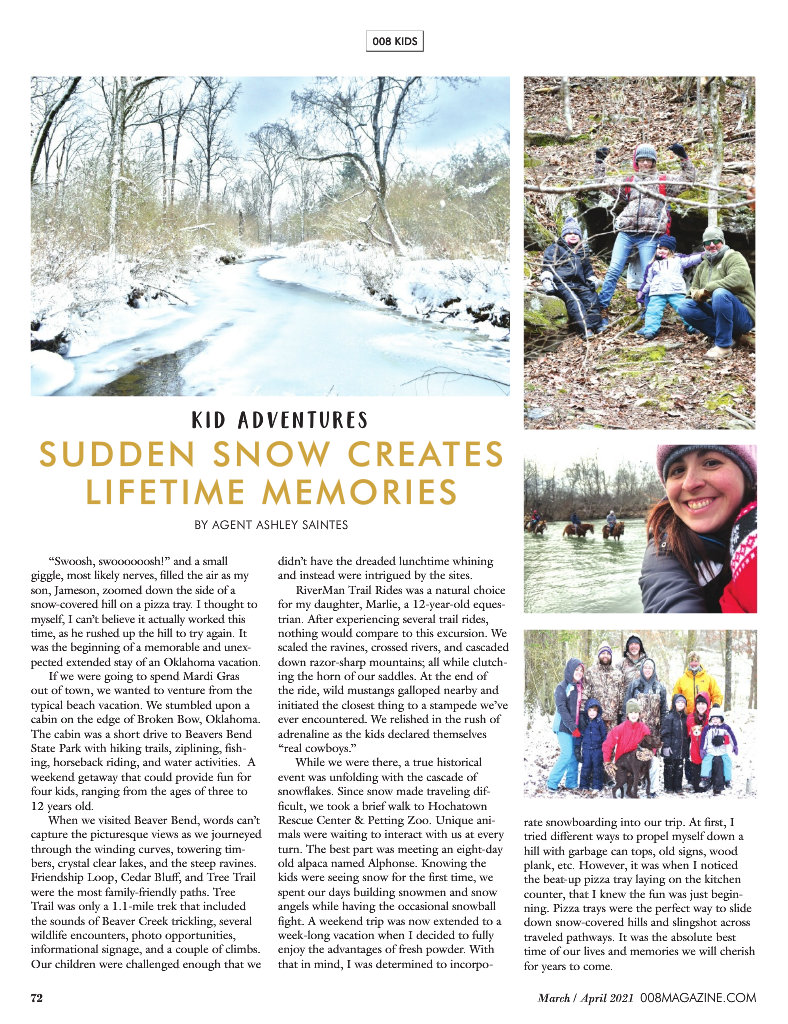 008 KIDS
KID ADVENTURES
SUDDEN SNOW CREATES
LIFETIME MEMORIES
BY AGENT ASHLEY SAINTES
“Swoosh, swoooooosh!” and a small
giggle, most likely nerves, filled the air as my
son, Jameson, zoomed down the side of a
snow-covered hill on a pizza tray. I thought to
myself, I can’t believe it actually worked this
time, as he rushed up the hill to try again. It
was the beginning of a memorable and unex-
pected extended stay of an Oklahoma vacation.
If we were going to spend Mardi Gras
out of town, we wanted to venture from the
typical beach vacation. We stumbled upon a
cabin on the edge of Broken Bow, Oklahoma.
The cabin was a short drive to Beavers Bend
State Park with hiking trails, ziplining, fish-
ing, horseback riding, and water activities. A
weekend getaway that could provide fun for
four kids, ranging from the ages of three to
12 years old.
When we visited Beaver Bend, words can’t
capture the picturesque views as we journeyed
through the winding curves, towering tim-
bers, crystal clear lakes, and the steep ravines.
Friendship Loop, Cedar Bluff, and Tree Trail
were the most family-friendly paths. Tree
Trail was only a 1.1-mile trek that included
the sounds of Beaver Creek trickling, several
wildlife encounters, photo opportunities,
informational signage, and a couple of climbs.
Our children were challenged enough that we
didn’t have the dreaded lunchtime whining
and instead were intrigued by the sites.
RiverMan Trail Rides was a natural choice
for my daughter, Marlie, a 12-year-old eques-
trian. After experiencing several trail rides,
nothing would compare to this excursion. We
scaled the ravines, crossed rivers, and cascaded
down razor-sharp mountains; all while clutch-
ing the horn of our saddles. At the end of
the ride, wild mustangs galloped nearby and
initiated the closest thing to a stampede we’ve
ever encountered. We relished in the rush of
adrenaline as the kids declared themselves
“real cowboys.”
While we were there, a true historical
event was unfolding with the cascade of
snowflakes. Since snow made traveling dif-
ficult, we took a brief walk to Hochatown
Rescue Center & Petting Zoo. Unique ani-
mals were waiting to interact with us at every
turn. The best part was meeting an eight-day
old alpaca named Alphonse. Knowing the
kids were seeing snow for the first time, we
spent our days building snowmen and snow
angels while having the occasional snowball
fight. A weekend trip was now extended to a
week-long vacation when I decided to fully
enjoy the advantages of fresh powder. With
that in mind, I was determined to incorpo-
rate snowboarding into our trip. At first, I
tried different ways to propel myself down a
hill with garbage can tops, old signs, wood
plank, etc. However, it was when I noticed
the beat-up pizza tray laying on the kitchen
counter, that I knew the fun was just begin-
ning. Pizza trays were the perfect way to slide
down snow-covered hills and slingshot across
traveled pathways. It was the absolute best
time of our lives and memories we will cherish
for years to come.
72
March / April 2021 008MAGAZINE.COM